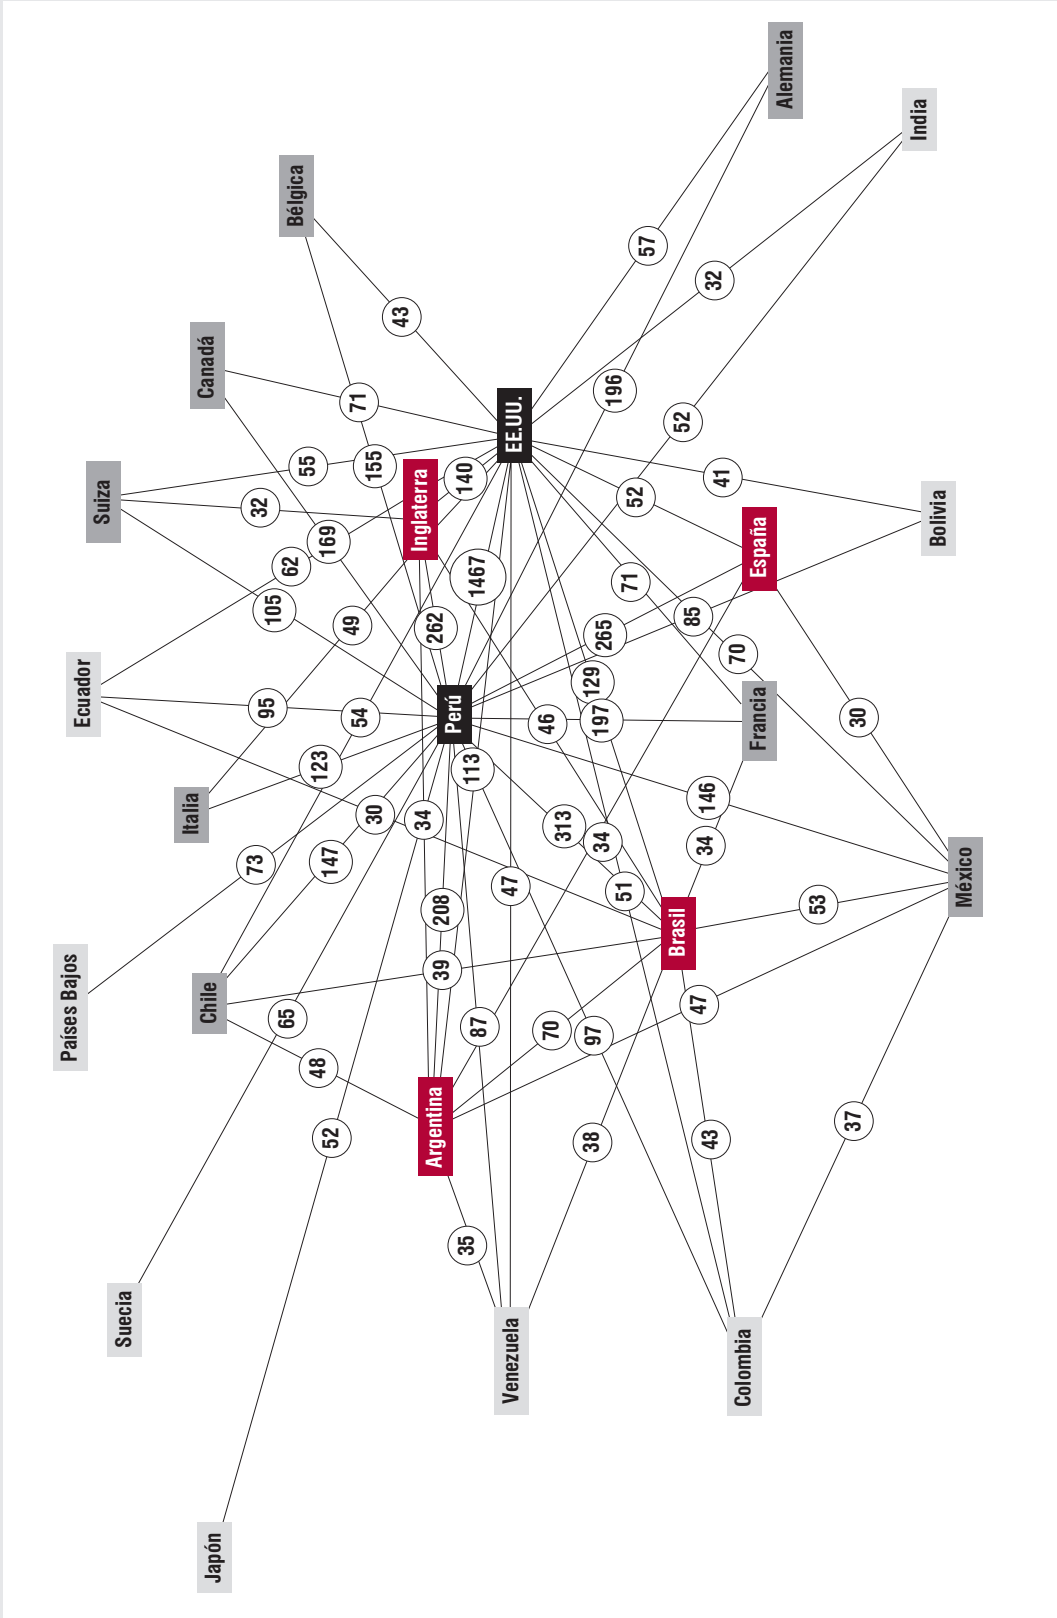 Alemania
India
Bélgica
57
32
43
Canadá
71
196
EE.UU.
52
Suiza
55
155
140
41
32
Inglaterra
52
Bolivia
169
62
España
1467
71
105
49
262
265
85
70
Ecuador
129
95
54
Perú
46
197
Francia
30
123
113
146
Italia
30
34
313
34
34
73
147
47
51
México
208
53
Brasil
39
Países Bajos
Chile
47
65
87
70
97
48
Argentina
37
52
38
43
35
Suecia
Venezuela
Colombia
Japón